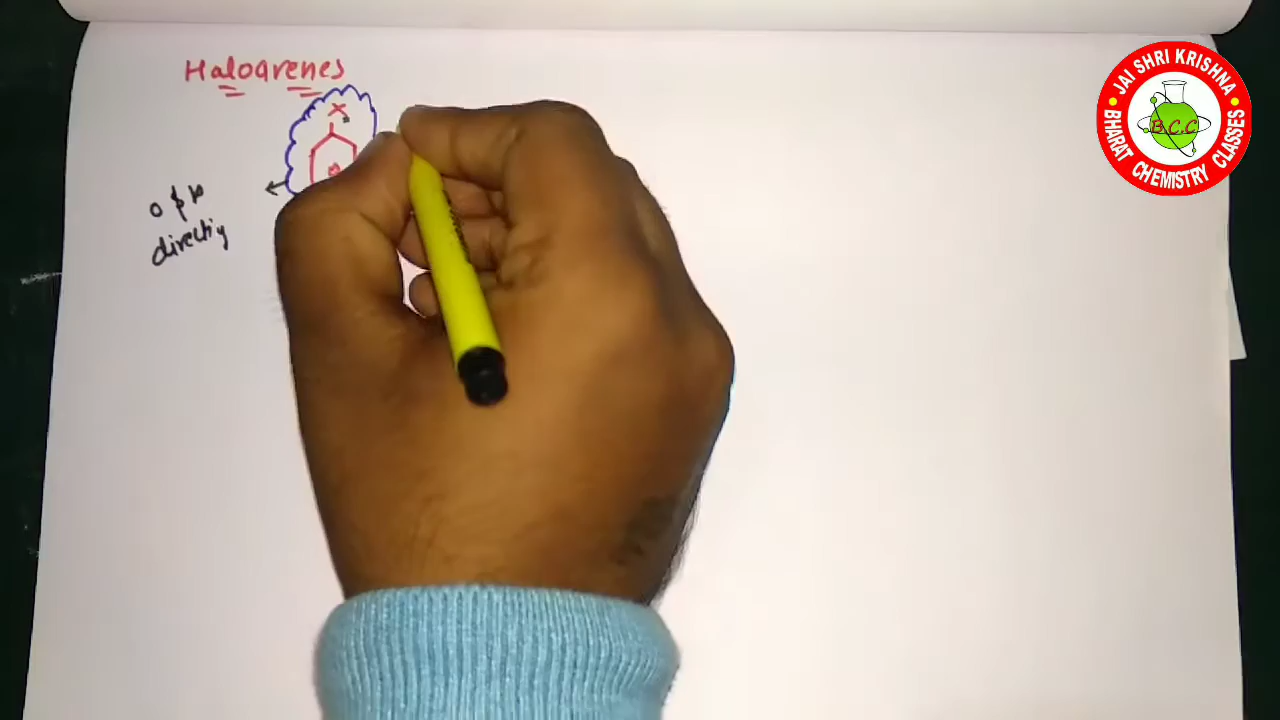 Haloarenes
X
o & p
directing
JAI SHRI KRISHNA
B.C.C
BHARAT CHEMISTRY CLASSES